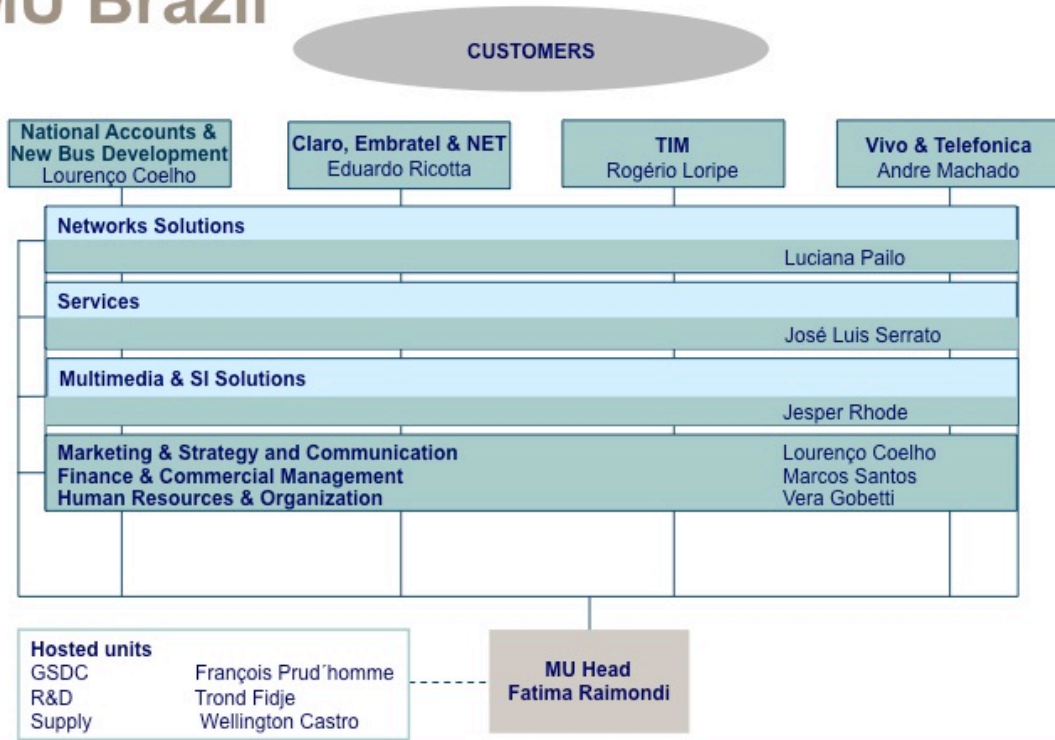 MU Brazil
CUSTOMERS
National Accounts &
New Bus Development
Lourenço Coelho
Claro, Embratel & NET
Eduardo Ricotta
TIM
Rogério Loripe
Vivo & Telefonica
Andre Machado
Networks Solutions
Luciana Pailo
Services
José Luis Serrato
Multimedia & SI Solutions
Jesper Rhode
Marketing & Strategy and Communication Lourenço Coelho
Finance & Commercial Management Marcos Santos
Human Resources & Organization Vera Gobetti
Hosted units
GSDC François Prud´homme
R&D Trond Fidje
Supply Wellington Castro
MU Head
Fatima Raimondi